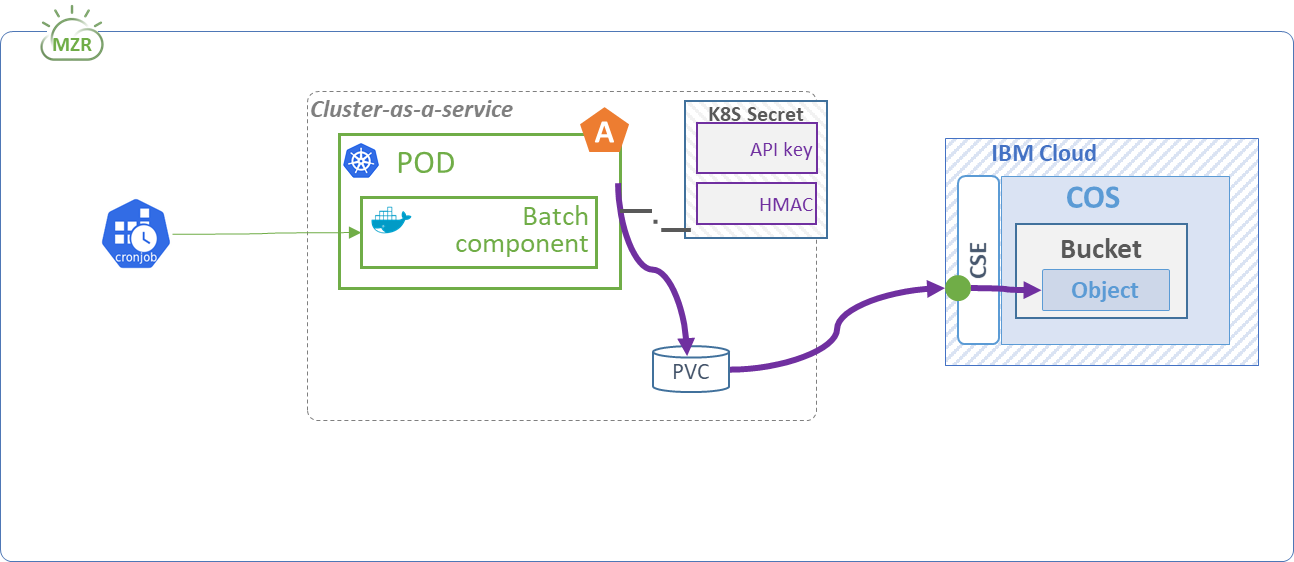 MZR
Cluster-as-a-service
A
K8S Secret
API key
HMAC
POD
Batch
component
cronjob
PVC
IBM Cloud
COS
CSE
Bucket
Object